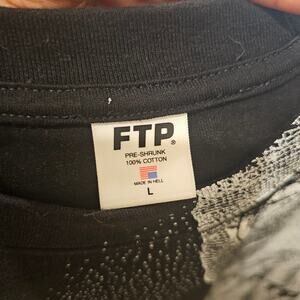 FTP®
PRE-SHRUNK
100% COTTON
MADE IN HELL
L